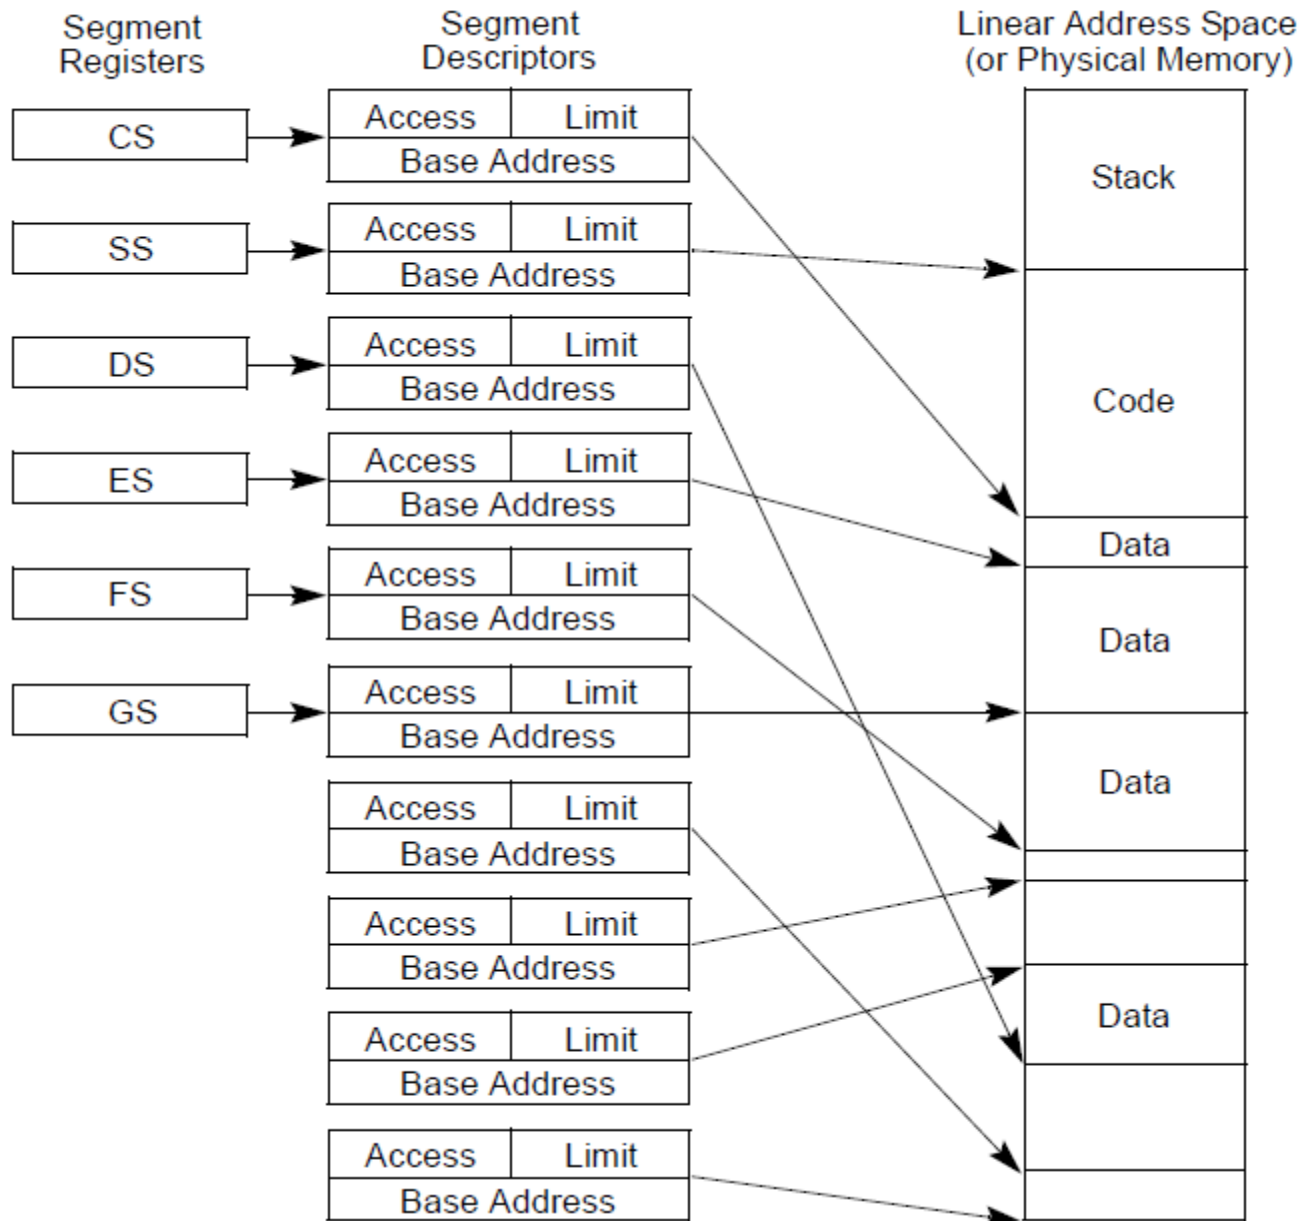 Segment
Registers
Segment
Descriptors
Linear Address Space
(or Physical Memory)
CS
Access Limit
Base Address
Stack
SS
Access Limit
Base Address
DS
Access Limit
Base Address
Code
ES
Access Limit
Base Address
Data
FS
Access Limit
Base Address
Data
GS
Access Limit
Base Address
Data
Access Limit
Base Address
Access Limit
Base Address
Data
Access Limit
Base Address
Access Limit
Base Address